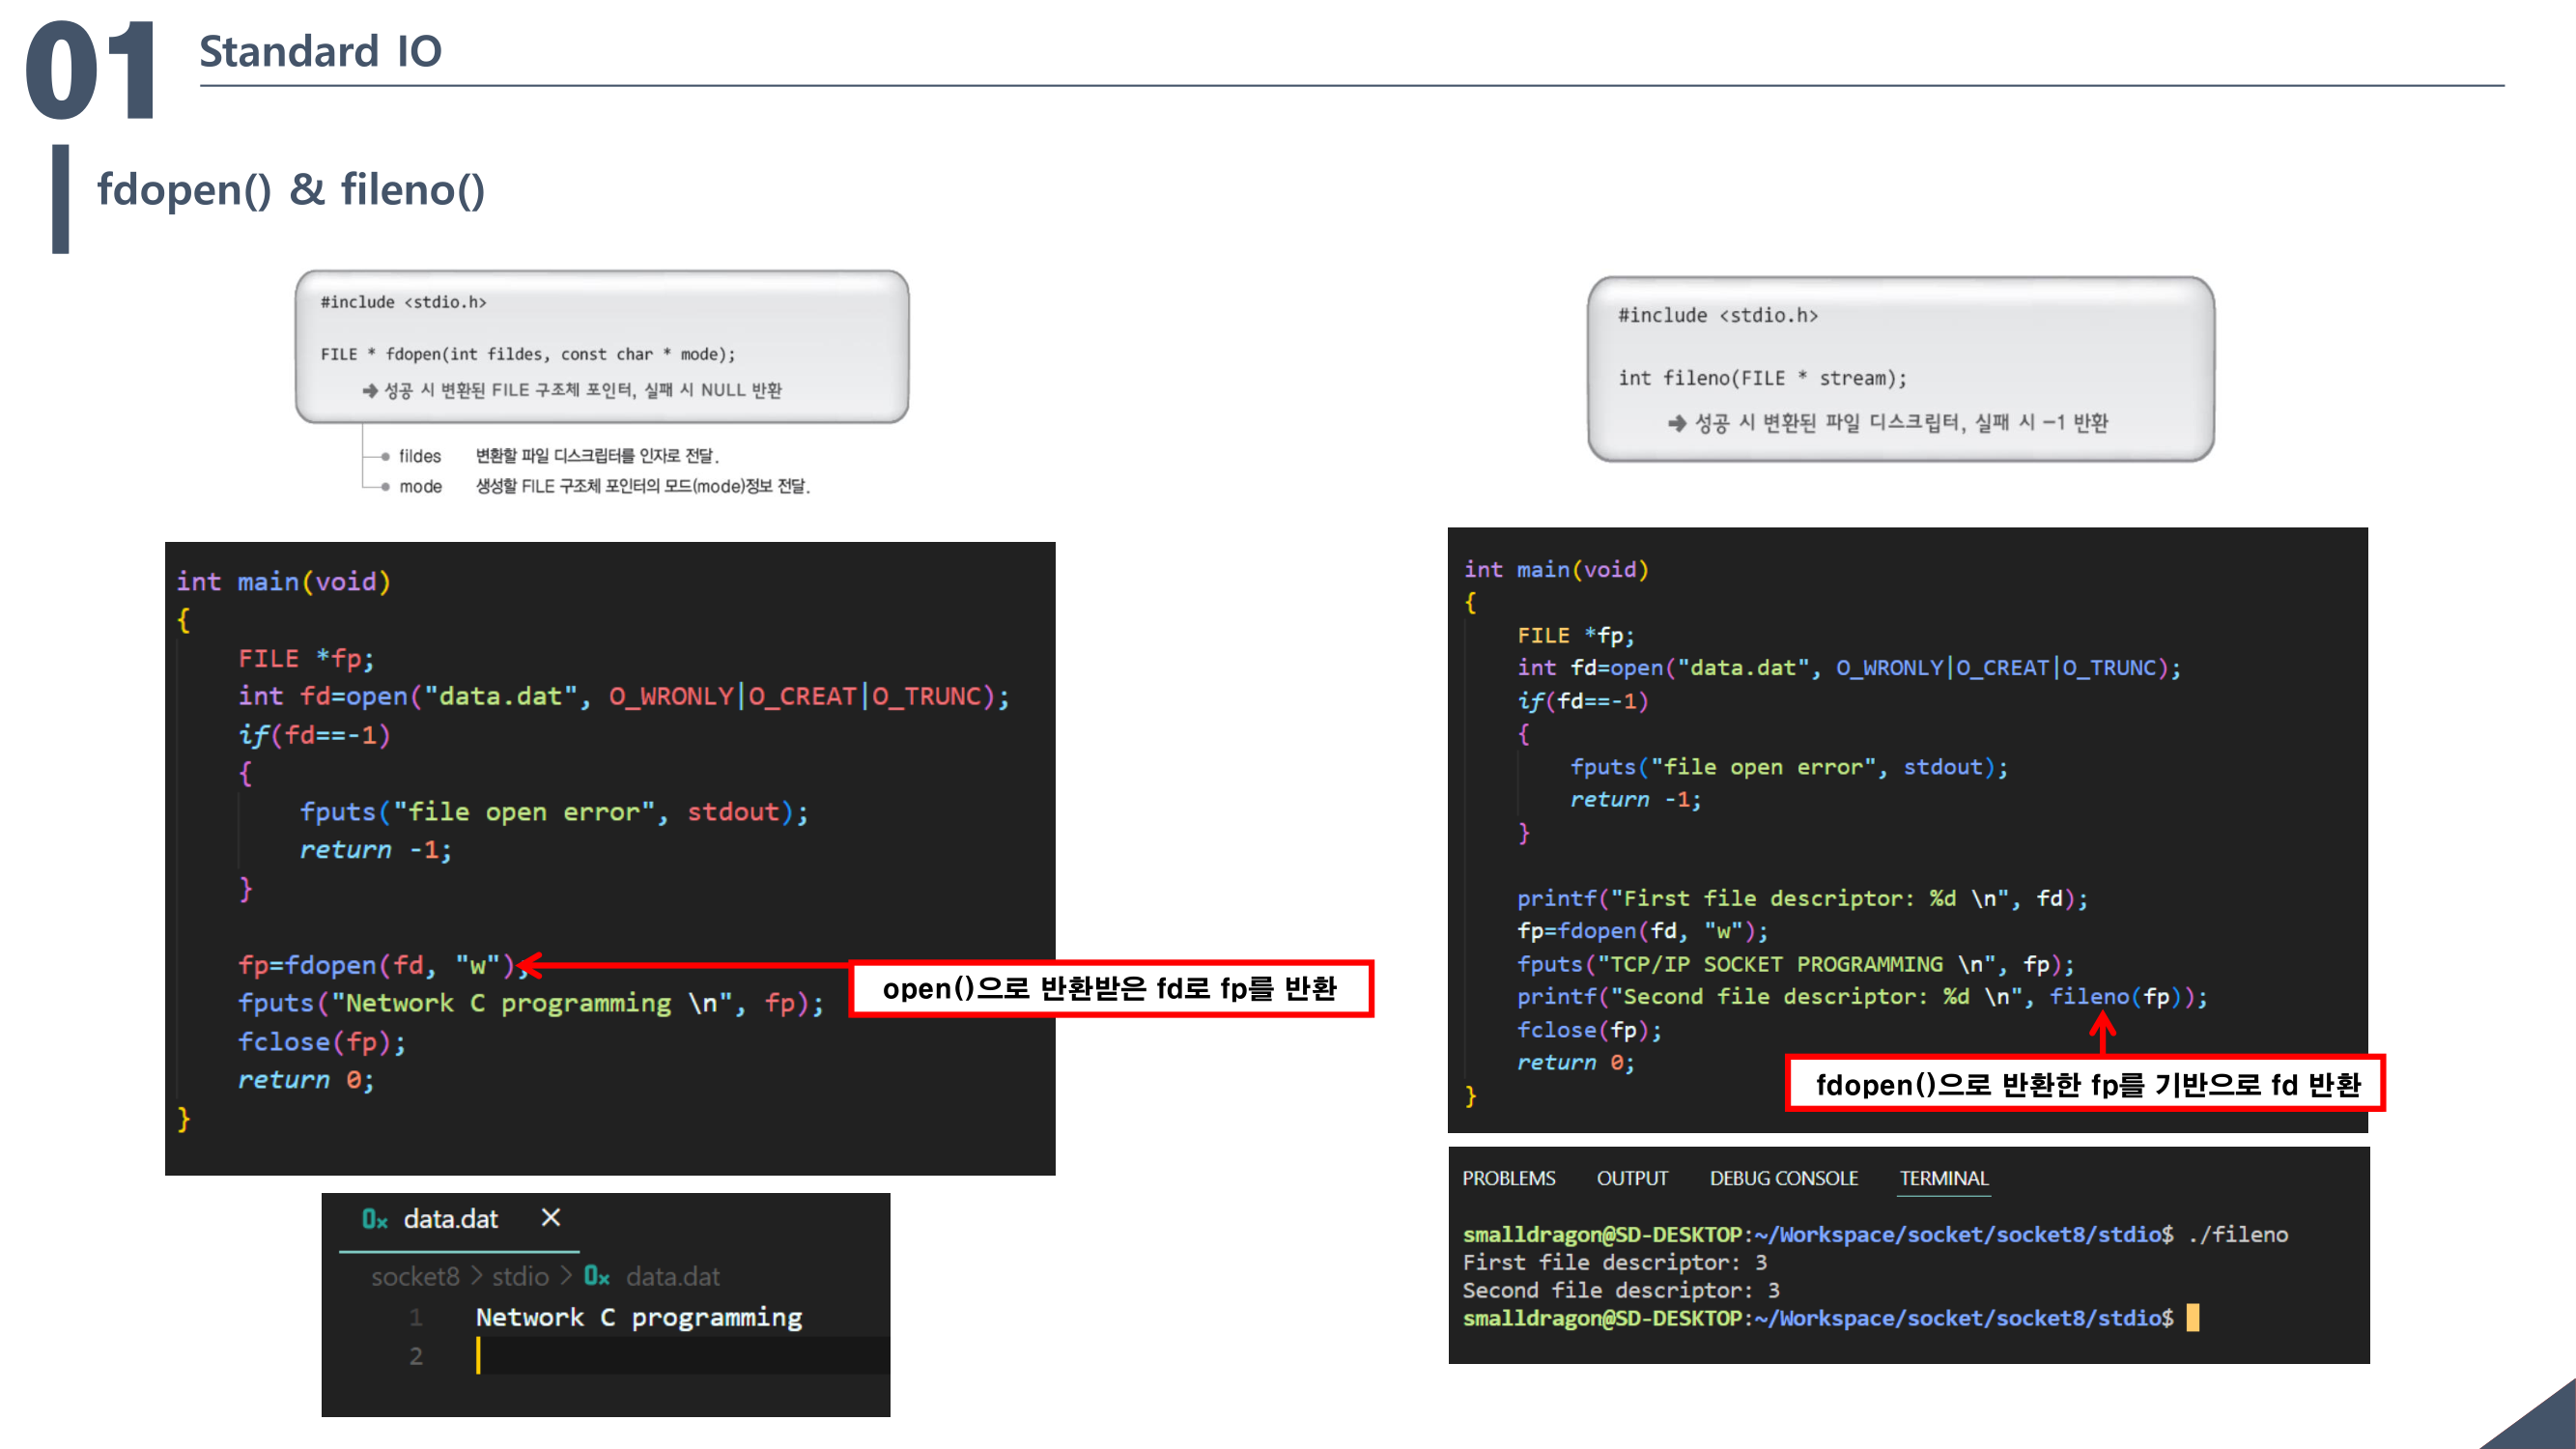 01
Standard IO
fdopen() & fileno()
#include <stdio.h>
FILE * fdopen(int fildes, const char * mode);
➔ 성공 시 변환된 FILE 구조체 포인터, 실패 시 NULL 반환
fildes 변환할 파일 디스크립터를 인자로 전달.
mode 생성할 FILE 구조체 포인터의 모드(mode)정보 전달.
int main(void)
{
FILE *fp;
int fd=open("data.dat", O_WRONLY|O_CREAT|O_TRUNC);
if(fd==-1)
{
fputs("file open error", stdout);
return -1;
}
fp=fdopen(fd, "w");
fputs("Network C programming \n", fp);
fclose(fp);
return 0;
}
open()으로 반환받은 fd로 fp를 반환
data.dat ×
socket8 > stdio > data.dat
1 Network C programming
2
#include <stdio.h>
int fileno(FILE * stream);
➔ 성공 시 변환된 파일 디스크립터, 실패 시 −1 반환
int main(void)
{
FILE *fp;
int fd=open("data.dat", O_WRONLY|O_CREAT|O_TRUNC);
if(fd==-1)
{
fputs("file open error", stdout);
return -1;
}
printf("First file descriptor: %d \n", fd);
fp=fdopen(fd, "w");
fputs("TCP/IP SOCKET PROGRAMMING \n", fp);
printf("Second file descriptor: %d \n", fileno(fp));
fclose(fp);
return 0;
}
fdopen()으로 반환한 fp를 기반으로 fd 반환
PROBLEMS OUTPUT DEBUG CONSOLE TERMINAL
smalldragon@SD-DESKTOP:~/Workspace/socket/socket8/stdio$ ./fileno
First file descriptor: 3
Second file descriptor: 3
smalldragon@SD-DESKTOP:~/Workspace/socket/socket8/stdio$